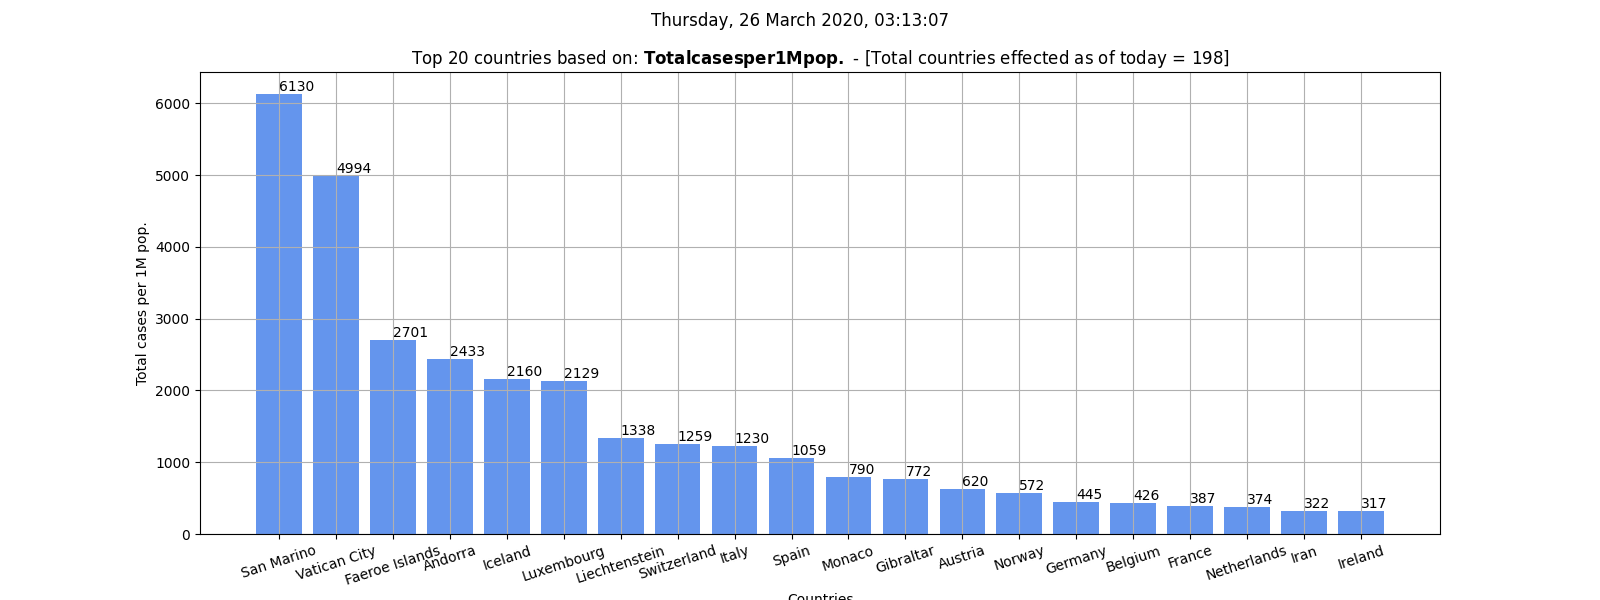 Thursday, 26 March 2020, 03:13:07
Top 20 countries based on: Totalcasesper1Mpop. - [Total countries effected as of today = 198]
Total cases per 1M pop.
6000
5000
4000
3000
2000
1000
0
6130
4994
2701
2433
2160
2129
1338
1259
1230
1059
790
772
620
572
445
426
387
374
322
317
San Marino
Vatican City
Faeroe Islands
Andorra
Iceland
Luxembourg
Liechtenstein
Switzerland
Italy
Spain
Monaco
Gibraltar
Austria
Norway
Germany
Belgium
France
Netherlands
Iran
Ireland
Countries